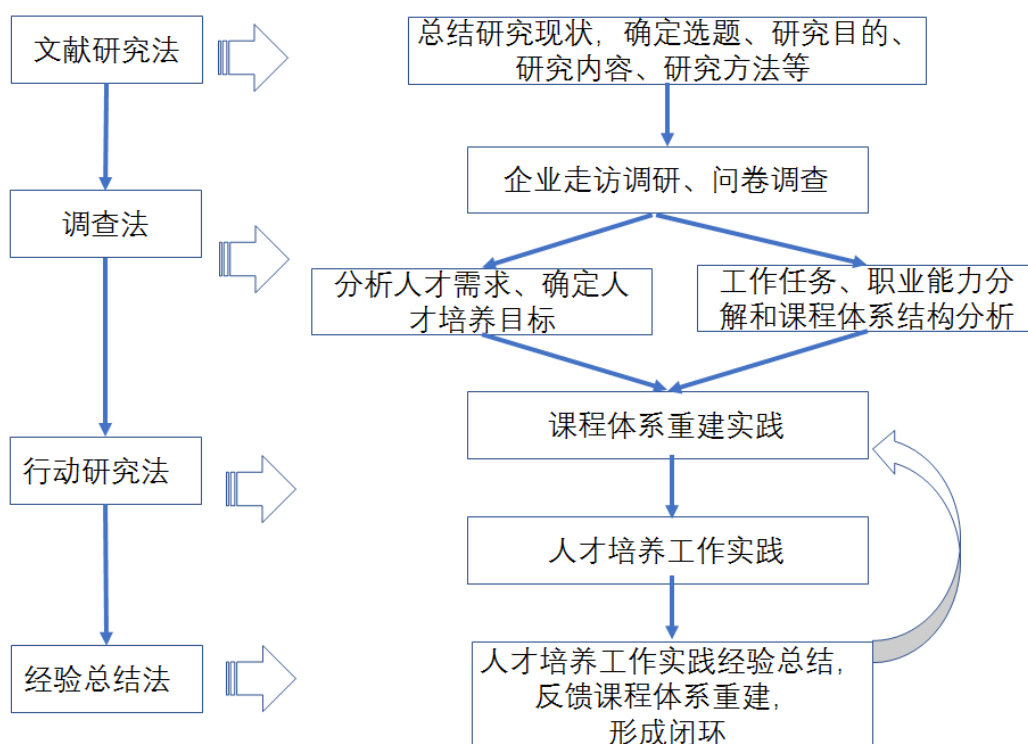 文献研究法
总结研究现状，确定选题、研究目的、
研究内容、研究方法等
企业走访调研、问卷调查
调查法
分析人才需求、确定人
才培养目标
工作任务、职业能力分
解和课程体系结构分析
课程体系重建实践
行动研究法
人才培养工作实践
经验总结法
人才培养工作实践经验总结，
反馈课程体系重建，
形成闭环